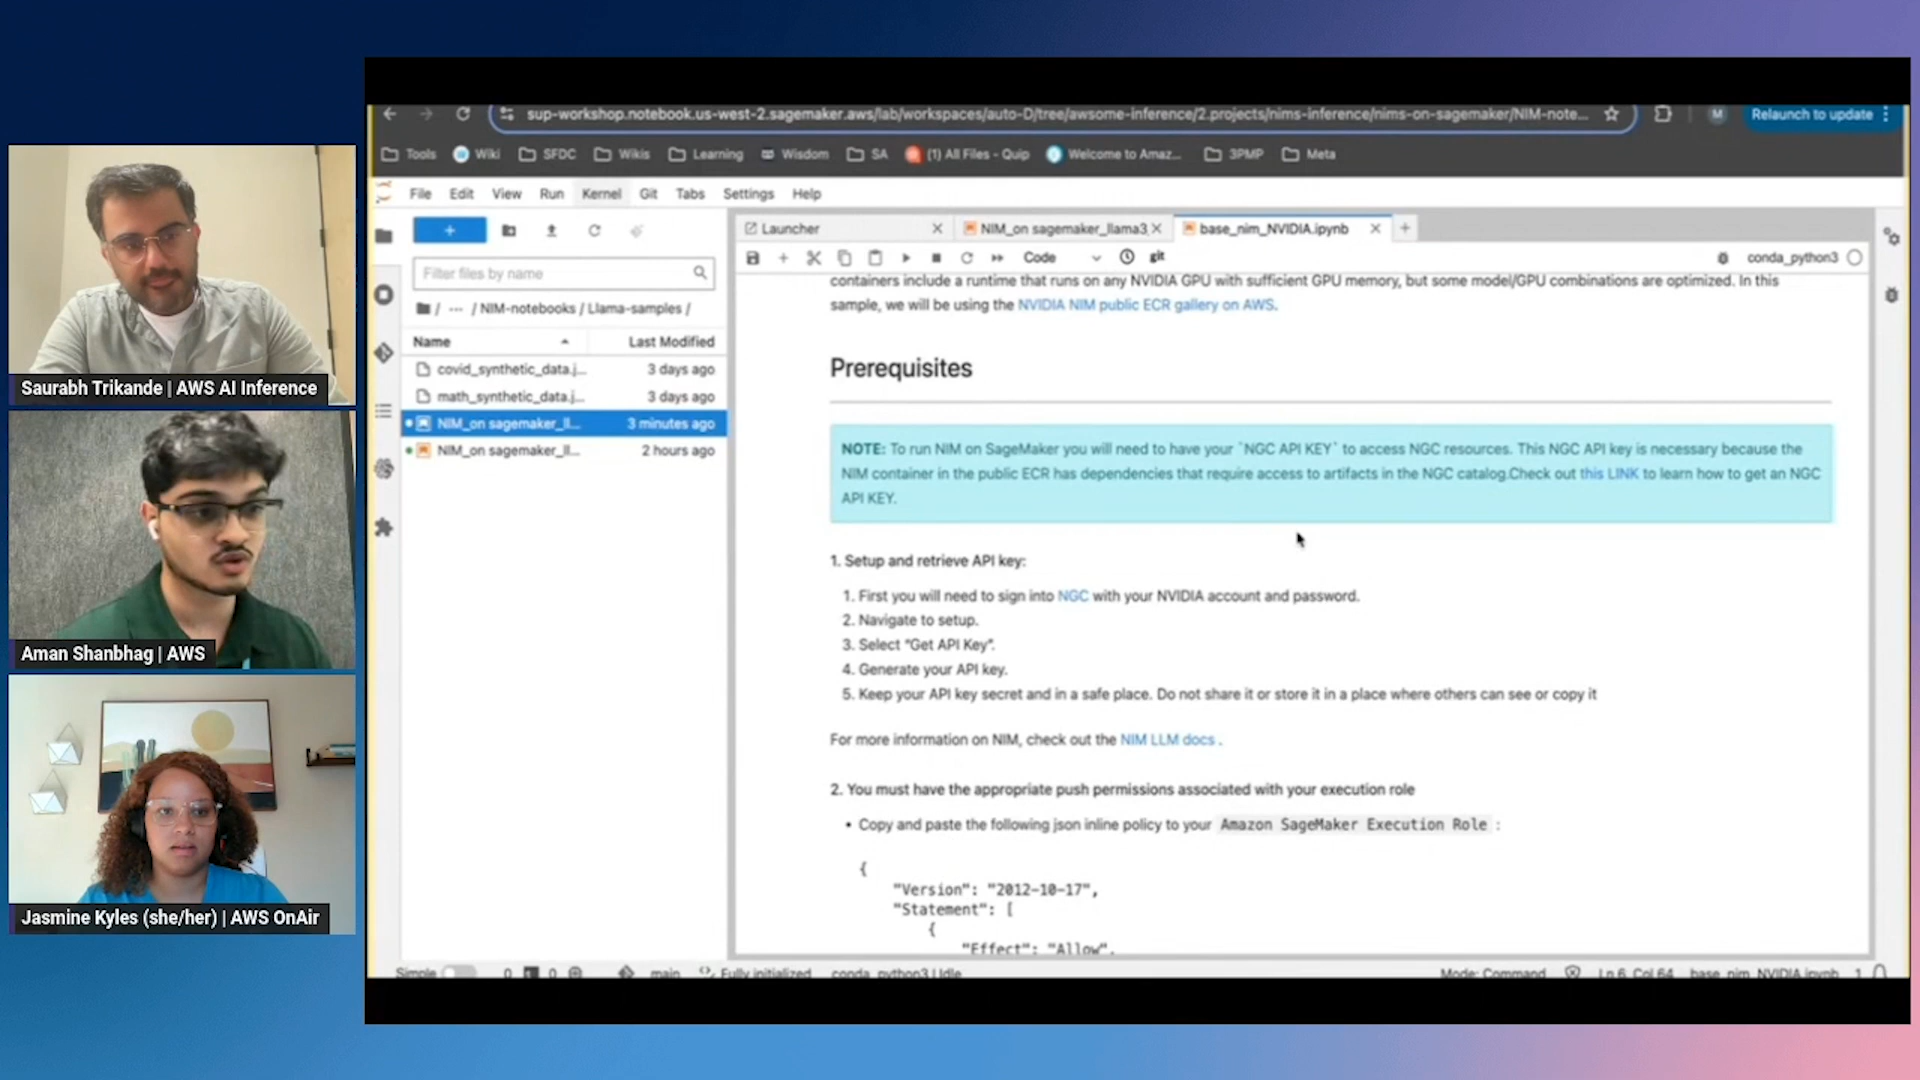 sup-workshop.notebook.us-west-2.sagemaker.aws/lab/workspaces/auto-D/tree/awsome-inference/2.projects/nims-inference/nims-on-sagemaker/NIM-note...
M
Relaunch to update
Tools
Wiki
SFDC
Wikis
Learning
Wisdom
SA
(1) All Files - Quip
Welcome to Amaz...
3PMP
Meta
File Edit View Run Kernel Git Tabs Settings Help
Launcher
NIM_on sagemaker_llama3.
base_nim_NVIDIA.ipynb
Code
git
conda_python3
Filter files by name
/ ... / NIM-notebooks / Llama-samples /
Name
Last Modified
covid_synthetic_data.j...
3 days ago
math_synthetic_data.j...
3 days ago
NIM_on sagemaker_ll...
3 minutes ago
NIM_on sagemaker_ll...
2 hours ago
containers include a runtime that runs on any NVIDIA GPU with sufficient GPU memory, but some model/GPU combinations are optimized. In this
sample, we will be using the NVIDIA NIM public ECR gallery on AWS.
Prerequisites
NOTE: To run NIM on SageMaker you will need to have your `NGC API KEY` to access NGC resources. This NGC API key is necessary because the
NIM container in the public ECR has dependencies that require access to artifacts in the NGC catalog.Check out this LINK to learn how to get an NGC
API KEY.
1. Setup and retrieve API key:
1. First you will need to sign into NGC with your NVIDIA account and password.
2. Navigate to setup.
3. Select “Get API Key”.
4. Generate your API key.
5. Keep your API key secret and in a safe place. Do not share it or store it in a place where others can see or copy it
For more information on NIM, check out the NIM LLM docs .
2. You must have the appropriate push permissions associated with your execution role
• Copy and paste the following json inline policy to your Amazon SageMaker Execution Role :
{
"Version": "2012-10-17",
"Statement": [
{
"Effect": "Allow",
Simple
0
0
main
Fully initialized
conda_python3 | Idle
Mode: Command
Ln 6, Col 64
base_nim_NVIDIA.ipynb
1
Saurabh Trikande | AWS AI Inference
Aman Shanbhag | AWS
Jasmine Kyles (she/her) | AWS OnAir